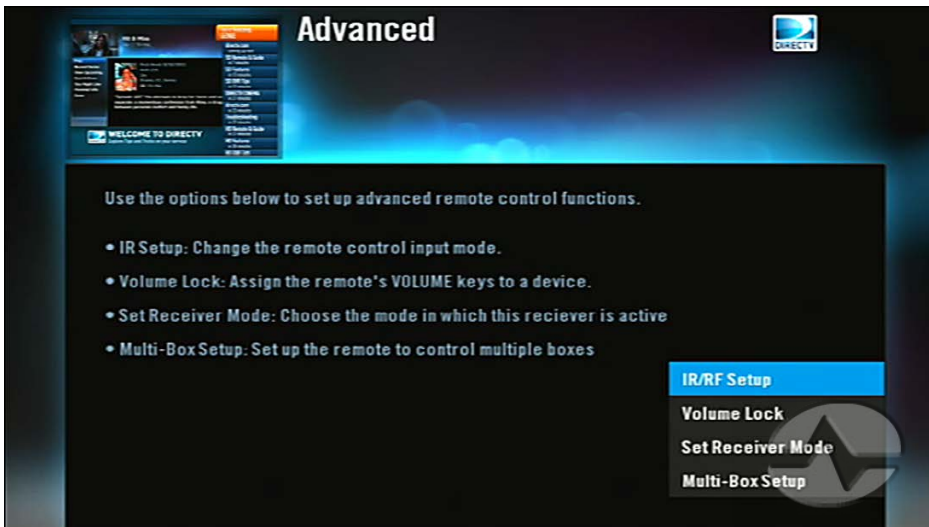 Advanced
DIRECTV
WELCOME TO DIRECTV
Use the options below to set up advanced remote control functions.
• IR Setup: Change the remote control input mode.
• Volume Lock: Assign the remote's VOLUME keys to a device.
• Set Receiver Mode: Choose the mode in which this reciever is active
• Multi-Box Setup: Set up the remote to control multiple boxes
IR/RF Setup
Volume Lock
Set Receiver Mode
Multi-Box Setup